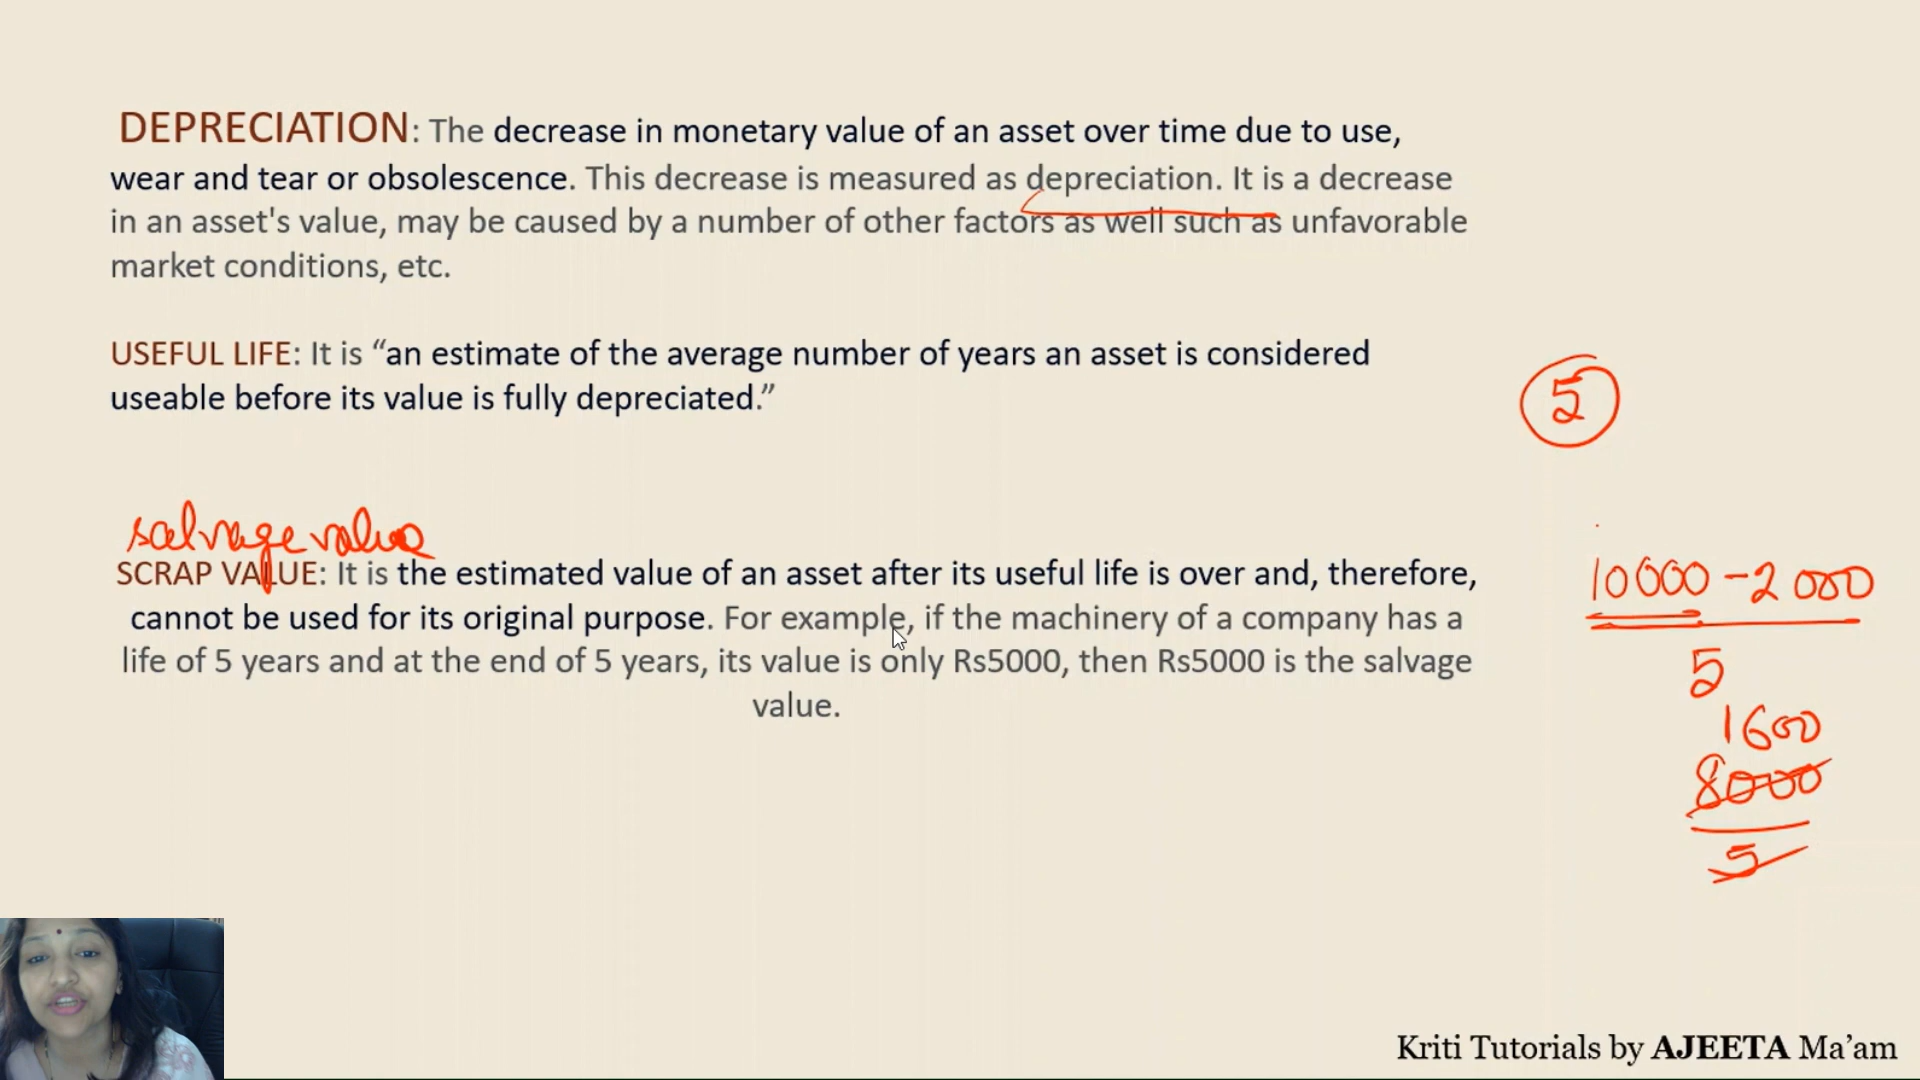 DEPRECIATION: The decrease in monetary value of an asset over time due to use,
wear and tear or obsolescence. This decrease is measured as depreciation. It is a decrease
in an asset's value, may be caused by a number of other factors as well such as unfavorable
market conditions, etc.
USEFUL LIFE: It is “an estimate of the average number of years an asset is considered
useable before its value is fully depreciated.”
5
salvage value
SCRAP VALUE: It is the estimated value of an asset after its useful life is over and, therefore,
cannot be used for its original purpose. For example, if the machinery of a company has a
life of 5 years and at the end of 5 years, its value is only Rs5000, then Rs5000 is the salvage
value.
10000 - 2000
5
1600
8000
5
Kriti Tutorials by AJEETA Ma’am